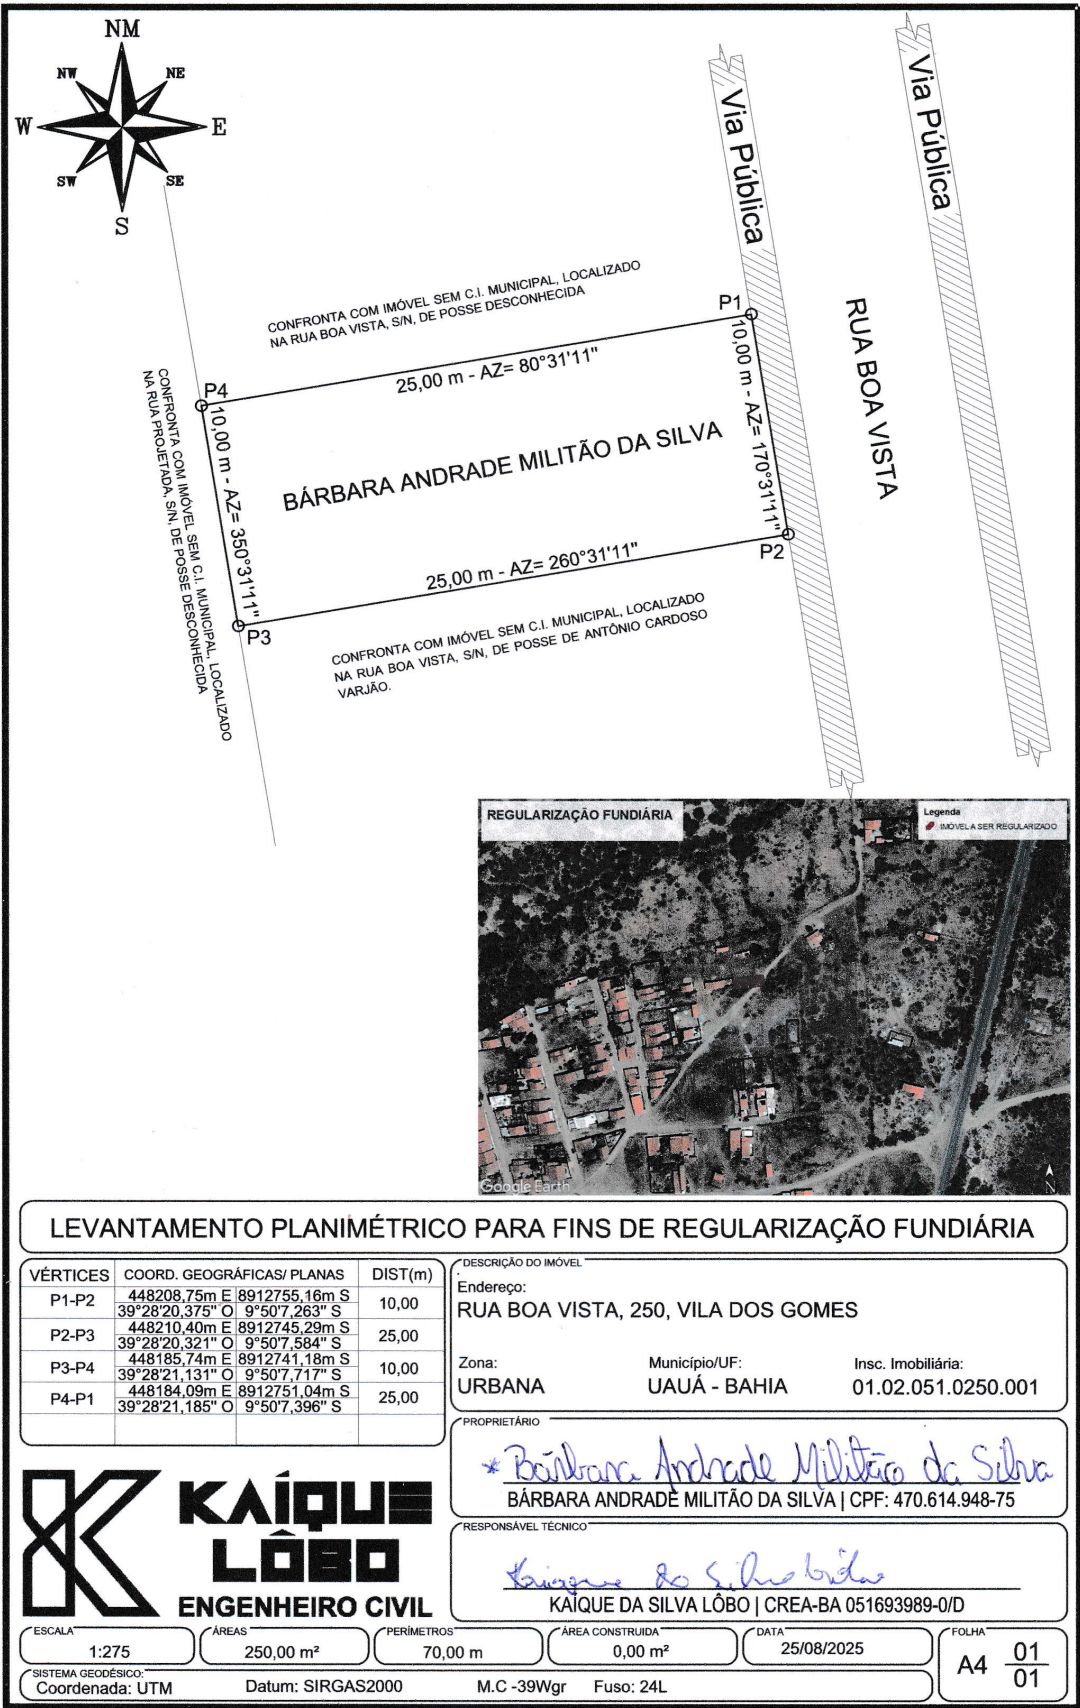 NM
NW
NE
W
E
SW
SE
S
Via Pública
Via Pública
RUA BOA VISTA
CONFRONTA COM IMÓVEL SEM C.I. MUNICIPAL, LOCALIZADO
NA RUA BOA VISTA, S/N, DE POSSE DESCONHECIDA
P1
P4
25,00 m - AZ= 80°31'11"
10,00 m - AZ= 170°31'11"
CONFRONTA COM IMÓVEL SEM C.I. MUNICIPAL, LOCALIZADO
NA RUA PROJETADA, S/N, DE POSSE DESCONHECIDA
10,00 m - AZ= 350°31'11"
BÁRBARA ANDRADE MILITÃO DA SILVA
25,00 m - AZ= 260°31'11"
P2
P3
CONFRONTA COM IMÓVEL SEM C.I. MUNICIPAL, LOCALIZADO
NA RUA BOA VISTA, S/N, DE POSSE DE ANTÔNIO CARDOSO
VARJÃO.
REGULARIZAÇÃO FUNDIÁRIA
Legenda
IMÓVEL A SER REGULARIZADO
Google Earth
N
LEVANTAMENTO PLANIMÉTRICO PARA FINS DE REGULARIZAÇÃO FUNDIÁRIA
VÉRTICES COORD. GEOGRÁFICAS/ PLANAS DIST(m)
P1-P2 448208,75m E 8912755,16m S 10,00
39°28'20,375" O 9°50'7,263" S
P2-P3 448210,40m E 8912745,29m S 25,00
39°28'20,321" O 9°50'7,584" S
P3-P4 448185,74m E 8912741,18m S 10,00
39°28'21,131" O 9°50'7,717" S
P4-P1 448184,09m E 8912751,04m S 25,00
39°28'21,185" O 9°50'7,396" S
DESCRIÇÃO DO IMÓVEL
Endereço:
RUA BOA VISTA, 250, VILA DOS GOMES
Zona: Município/UF: Insc. Imobiliária:
URBANA UAUÁ - BAHIA 01.02.051.0250.001
PROPRIETÁRIO
* Bárbara Andrade Militão da Silva
BÁRBARA ANDRADE MILITÃO DA SILVA | CPF: 470.614.948-75
RESPONSÁVEL TÉCNICO
Kaique da Silva Lôbo
KAÍQUE DA SILVA LÔBO | CREA-BA 051693989-0/D
KAÍQUE
LÔBO
ENGENHEIRO CIVIL
ESCALA
1:275
ÁREAS
250,00 m²
PERÍMETROS
70,00 m
ÁREA CONSTRUIDA
0,00 m²
DATA
25/08/2025
FOLHA
A4 01
01
SISTEMA GEODÉSICO:
Coordenada: UTM Datum: SIRGAS2000 M.C -39Wgr Fuso: 24L